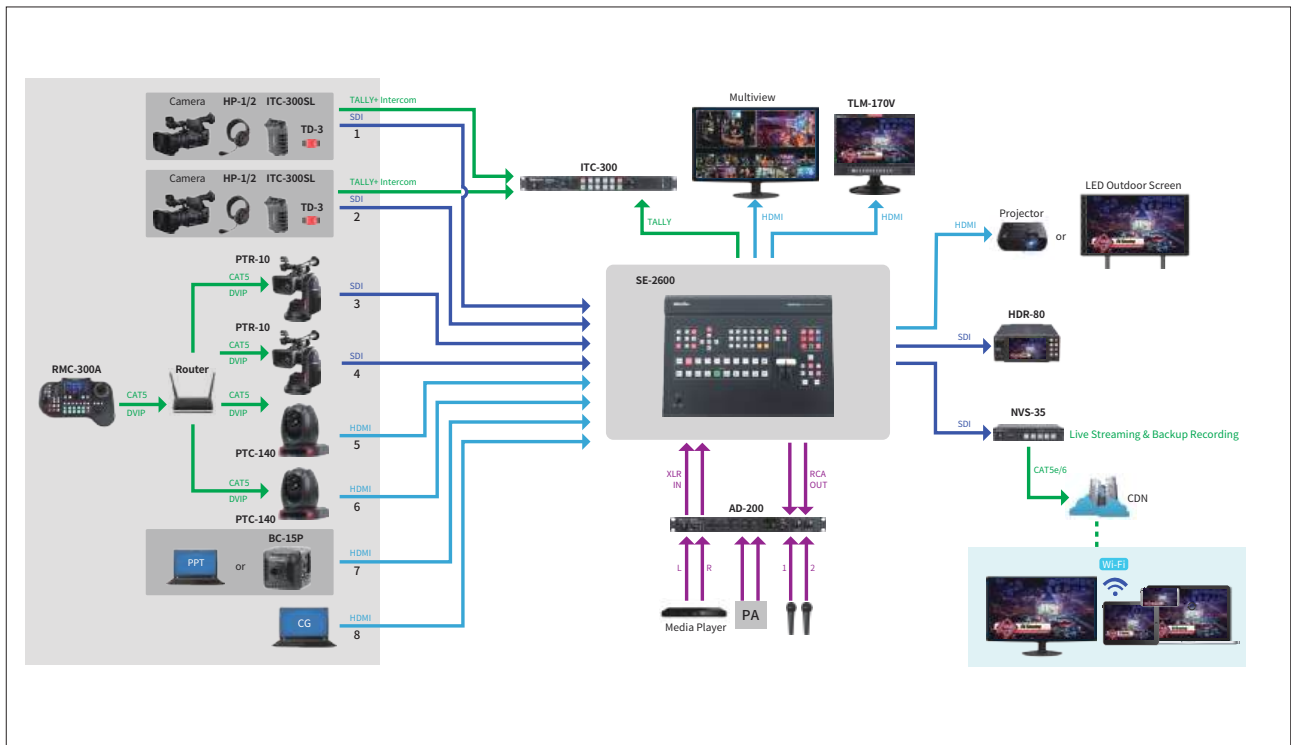 Camera HP-1/2 ITC-300SL
TD-3
TALLY+ Intercom
SDI
1
Camera HP-1/2 ITC-300SL
TD-3
TALLY+ Intercom
SDI
2
PTR-10
CAT5
DVIP
SDI
3
PTR-10
CAT5
DVIP
SDI
4
RMC-300A
CAT5
DVIP
Router
CAT5
DVIP
PTC-140
HDMI
5
CAT5
DVIP
PTC-140
HDMI
6
PPT
or
BC-15P
HDMI
7
CG
HDMI
8
ITC-300
TALLY
Multiview
HDMI
TLM-170V
HDMI
SE-2600
XLR
IN
RCA
OUT
AD-200
L
R
1
2
Media Player
PA
HDMI
Projector
or
LED Outdoor Screen
SDI
HDR-80
SDI
NVS-35
Live Streaming & Backup Recording
CAT5e/6
CDN
Wi-Fi